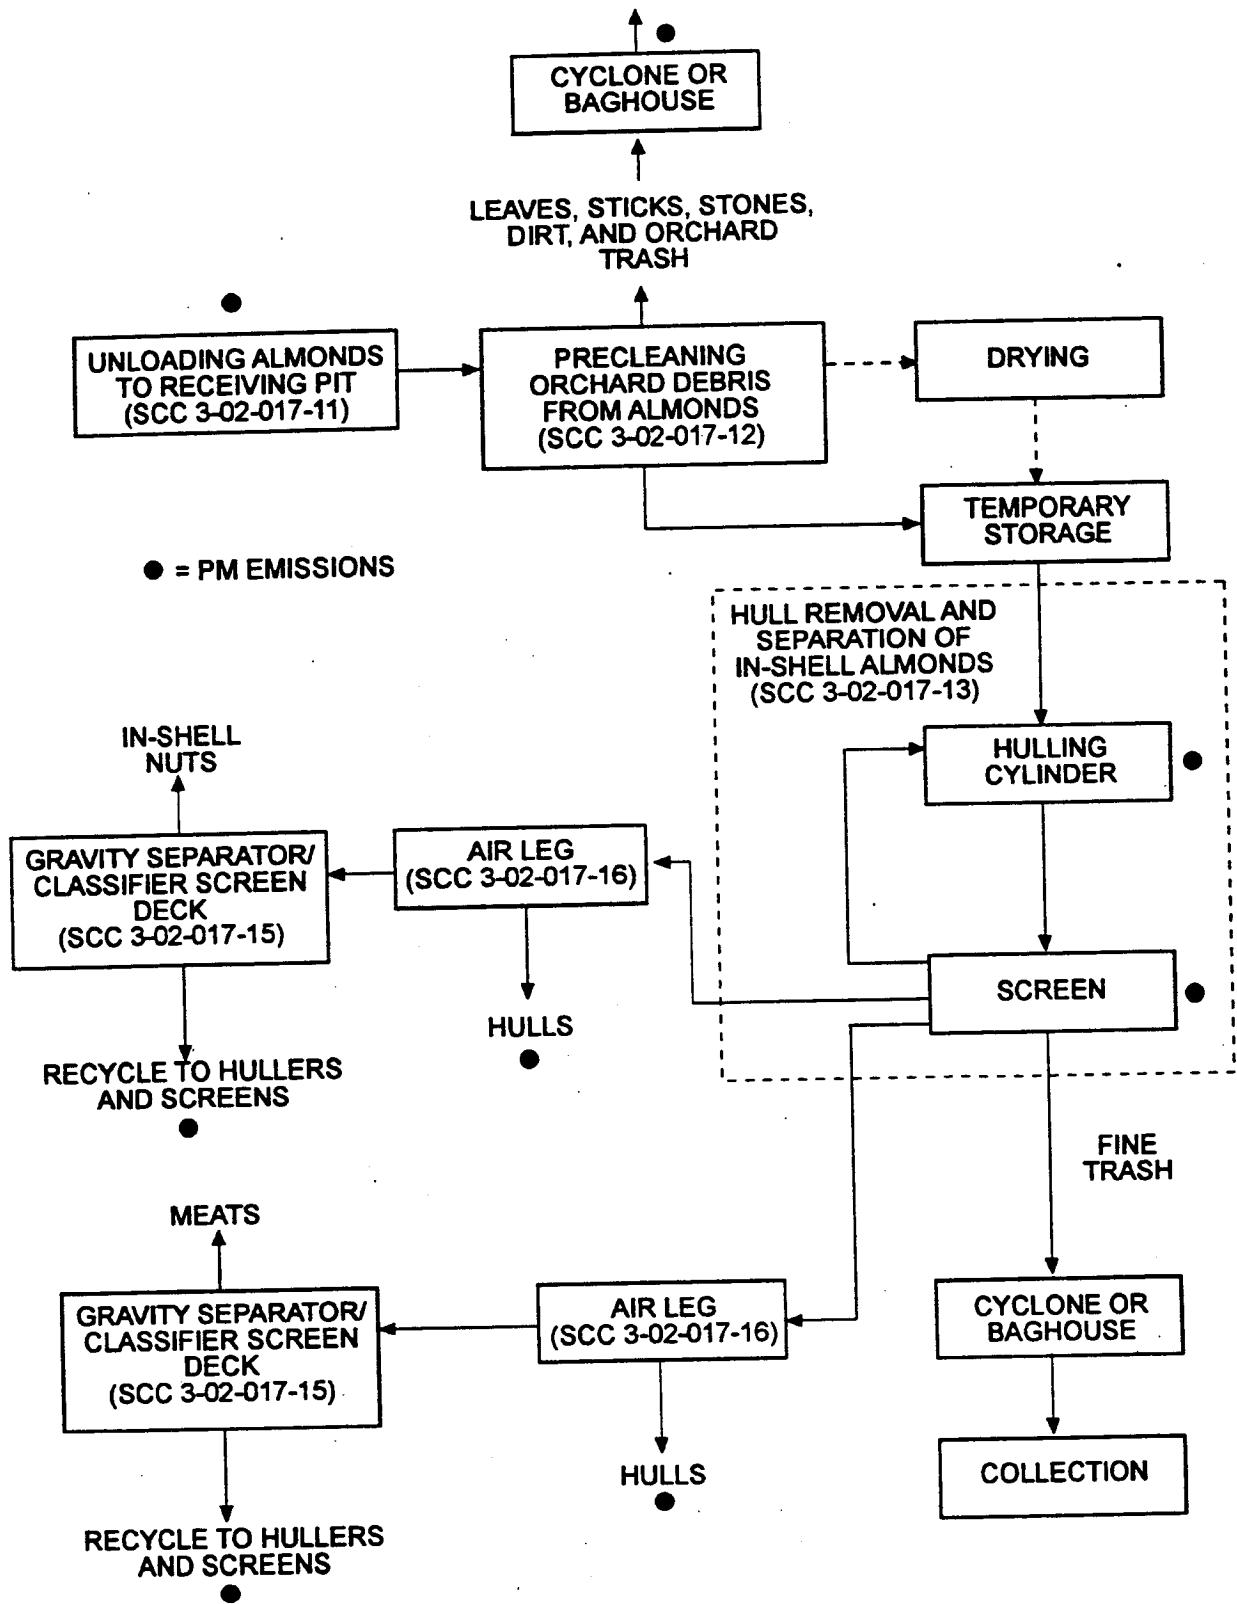 CYCLONE OR
BAGHOUSE
LEAVES, STICKS, STONES,
DIRT, AND ORCHARD
TRASH
UNLOADING ALMONDS
TO RECEIVING PIT
(SCC 3-02-017-11)
PRECLEANING
ORCHARD DEBRIS
FROM ALMONDS
(SCC 3-02-017-12)
DRYING
TEMPORARY
STORAGE
= PM EMISSIONS
HULL REMOVAL AND
SEPARATION OF
IN-SHELL ALMONDS
(SCC 3-02-017-13)
HULLING
CYLINDER
IN-SHELL
NUTS
GRAVITY SEPARATOR/
CLASSIFIER SCREEN
DECK
(SCC 3-02-017-15)
AIR LEG
(SCC 3-02-017-16)
SCREEN
HULLS
RECYCLE TO HULLERS
AND SCREENS
FINE
TRASH
MEATS
GRAVITY SEPARATOR/
CLASSIFIER SCREEN
DECK
(SCC 3-02-017-15)
AIR LEG
(SCC 3-02-017-16)
CYCLONE OR
BAGHOUSE
HULLS
COLLECTION
RECYCLE TO HULLERS
AND SCREENS